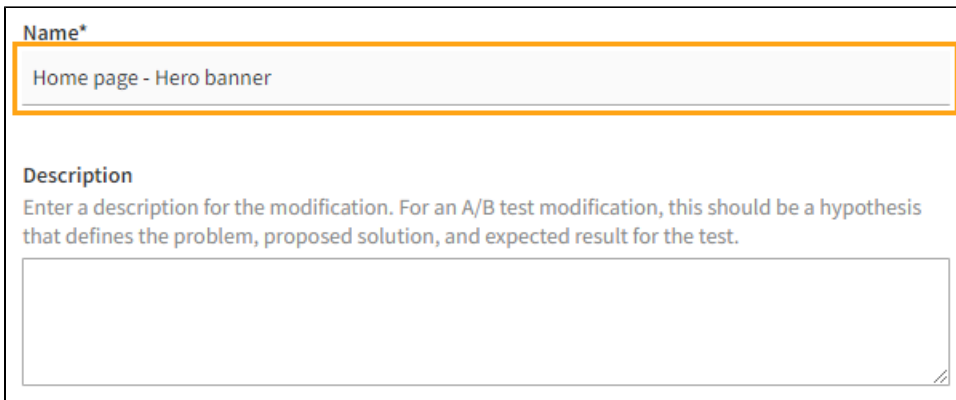 Name*
Home page - Hero banner
Description
Enter a description for the modification. For an A/B test modification, this should be a hypothesis
that defines the problem, proposed solution, and expected result for the test.